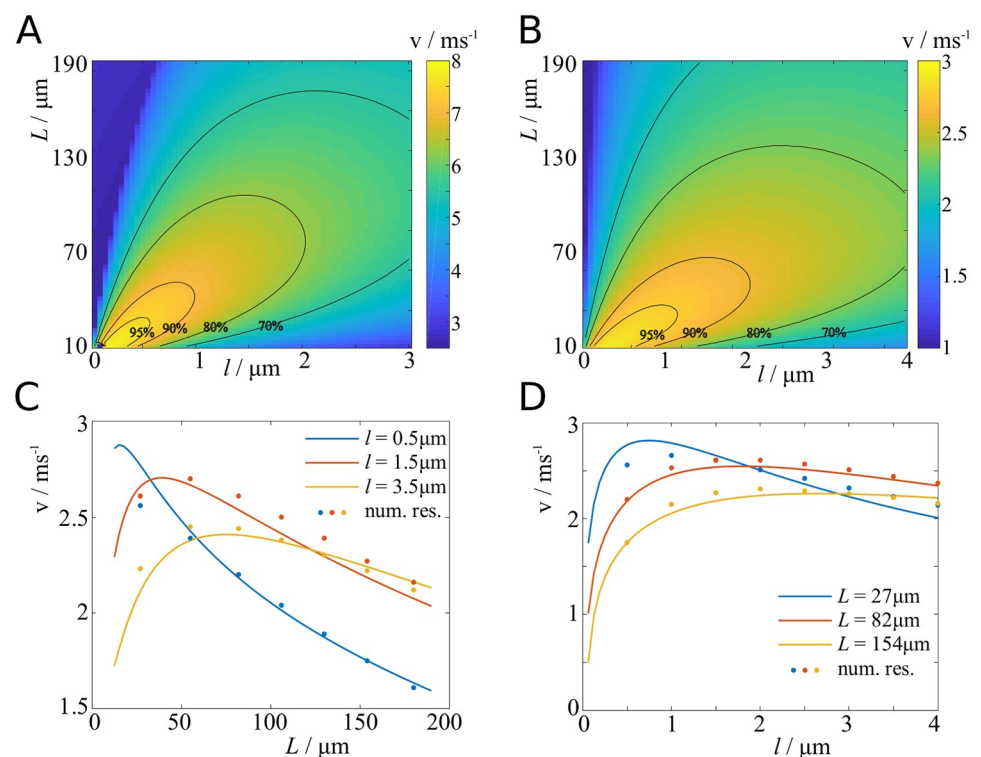 A
v / ms⁻¹
L / μm
190
130
70
10
0
1
2
3
l / μm
95%
90%
80%
70%
8
7
6
5
4
3
B
v / ms⁻¹
L / μm
190
130
70
10
0
1
2
3
4
l / μm
95%
90%
80%
70%
3
2.5
2
1.5
1
C
v / ms⁻¹
3
2.5
2
1.5
0
50
100
150
200
L / μm
l = 0.5μm
l = 1.5μm
l = 3.5μm
num. res.
D
v / ms⁻¹
3
2
1
0
0
1
2
3
4
l / μm
L = 27μm
L = 82μm
L = 154μm
num. res.